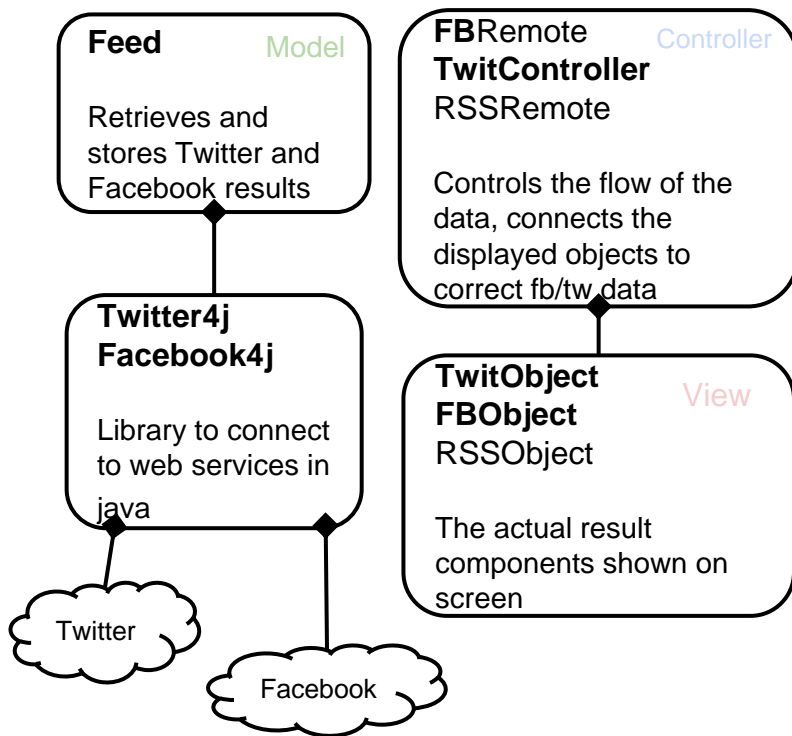 Feed
Model
Retrieves and
stores Twitter and
Facebook results
Twitter4j
Facebook4j
Library to connect
to web services in
java
Twitter
Facebook
FBRemote
Controller
TwitController
RSSRemote
Controls the flow of the
data, connects the
displayed objects to
correct fb/tw data
TwitObject
View
FBObject
RSSObject
The actual result
components shown on
screen